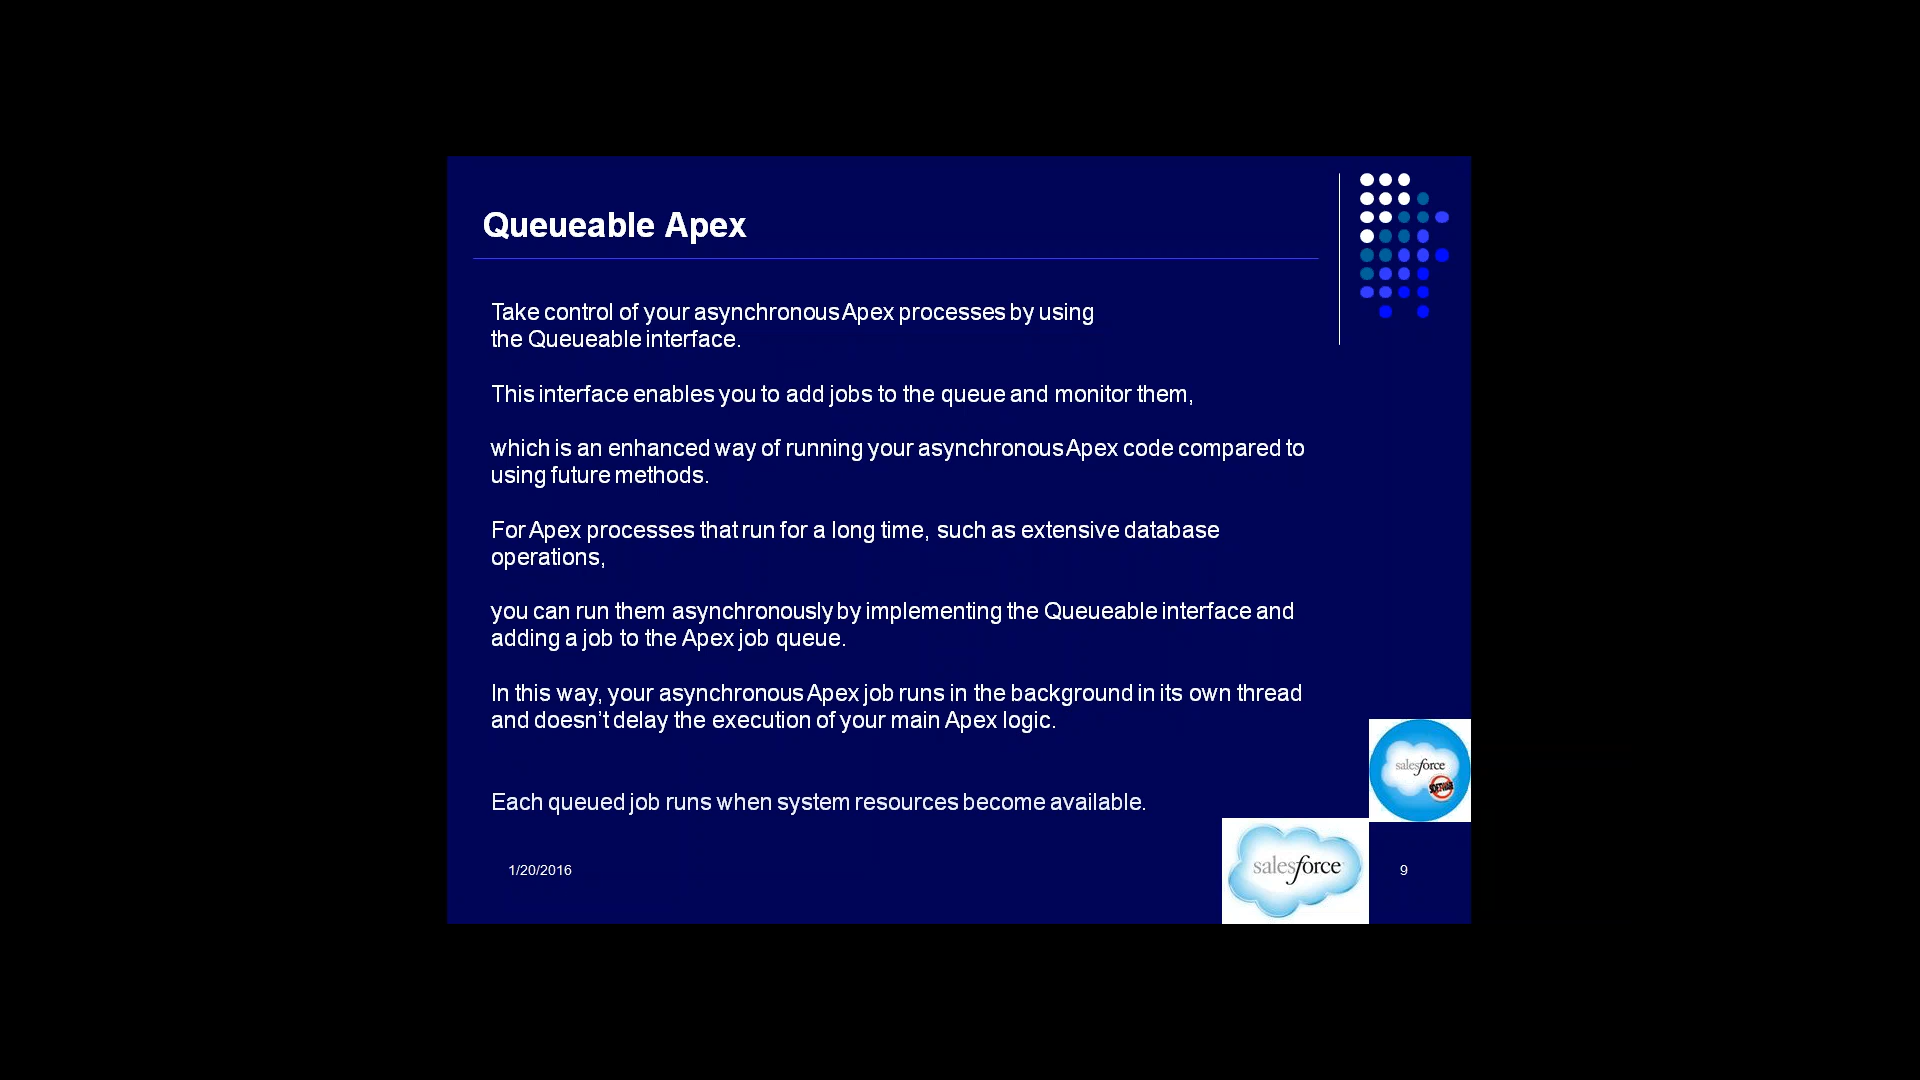 Queueable Apex
Take control of your asynchronous Apex processes by using
the Queueable interface.
This interface enables you to add jobs to the queue and monitor them,
which is an enhanced way of running your asynchronous Apex code compared to
using future methods.
For Apex processes that run for a long time, such as extensive database
operations,
you can run them asynchronously by implementing the Queueable interface and
adding a job to the Apex job queue.
In this way, your asynchronous Apex job runs in the background in its own thread
and doesn’t delay the execution of your main Apex logic.
Each queued job runs when system resources become available.
salesforce
SOFTWARE
1/20/2016
salesforce
9